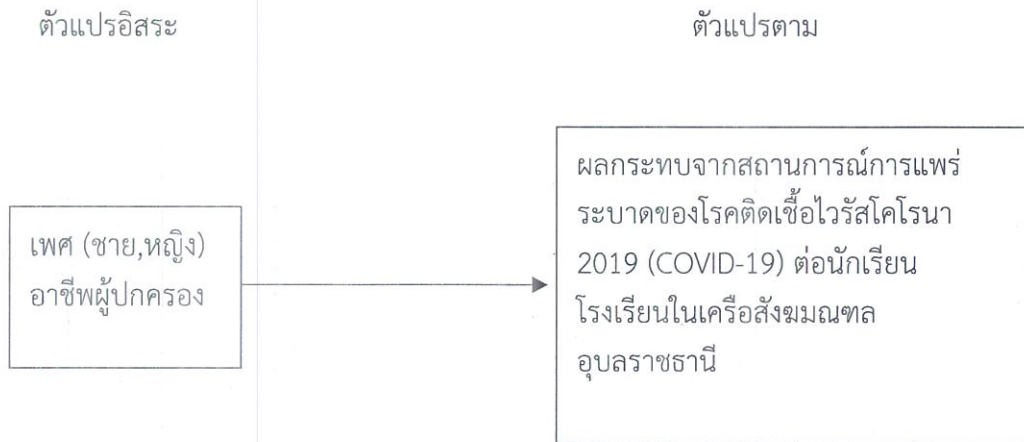 ตัวแปรอิสระ
ตัวแปรตาม
เพศ (ชาย,หญิง)
อาชีพผู้ปกครอง
ผลกระทบจากสถานการณ์การแพร่
ระบาดของโรคติดเชื้อไวรัสโคโรนา
2019 (COVID-19) ต่อนักเรียน
โรงเรียนในเครือสังฆมณฑล
อุบลราชธานี